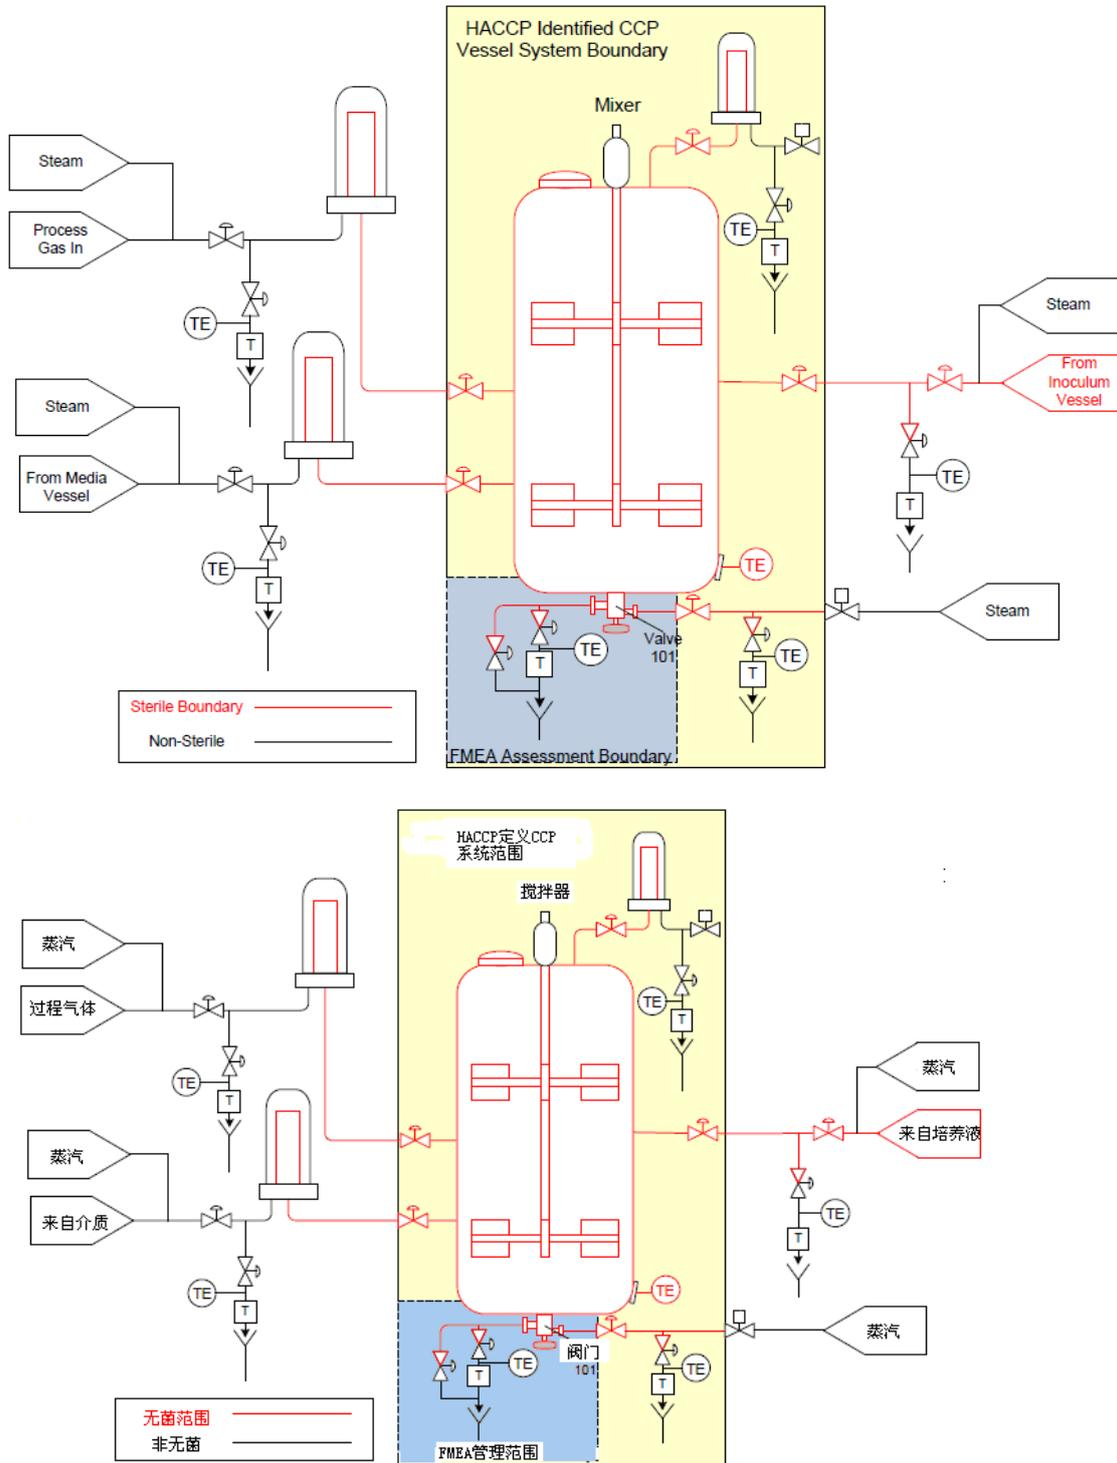 HACCP Identified CCP
Vessel System Boundary
Mixer
Steam
Process
Gas In
TE
T
TE
T
Steam
From
Inoculum
Vessel
Steam
From Media
Vessel
TE
T
TE
T
TE
Steam
Valve
101
TE
T
TE
T
Sterile Boundary
Non-Sterile
FMEA Assessment Boundary
HACCP定义CCP
系统范围
搅拌器
蒸汽
过程气体
TE
T
TE
T
蒸汽
来自培养液
蒸汽
来自介质
TE
T
TE
T
TE
蒸汽
阀门
101
TE
T
TE
T
无菌范围
非无菌
FMEA管理范围
: